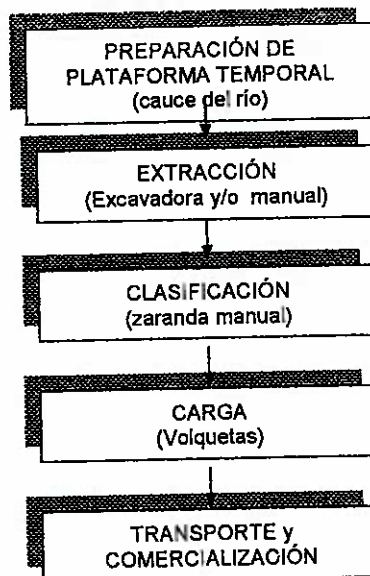 PREPARACIÓN DE
PLATAFORMA TEMPORAL
(cauce del río)
EXTRACCIÓN
(Excavadora y/o manual)
CLASIFICACIÓN
(zaranda manual)
CARGA
(Volquetas)
TRANSPORTE y
COMERCIALIZACIÓN